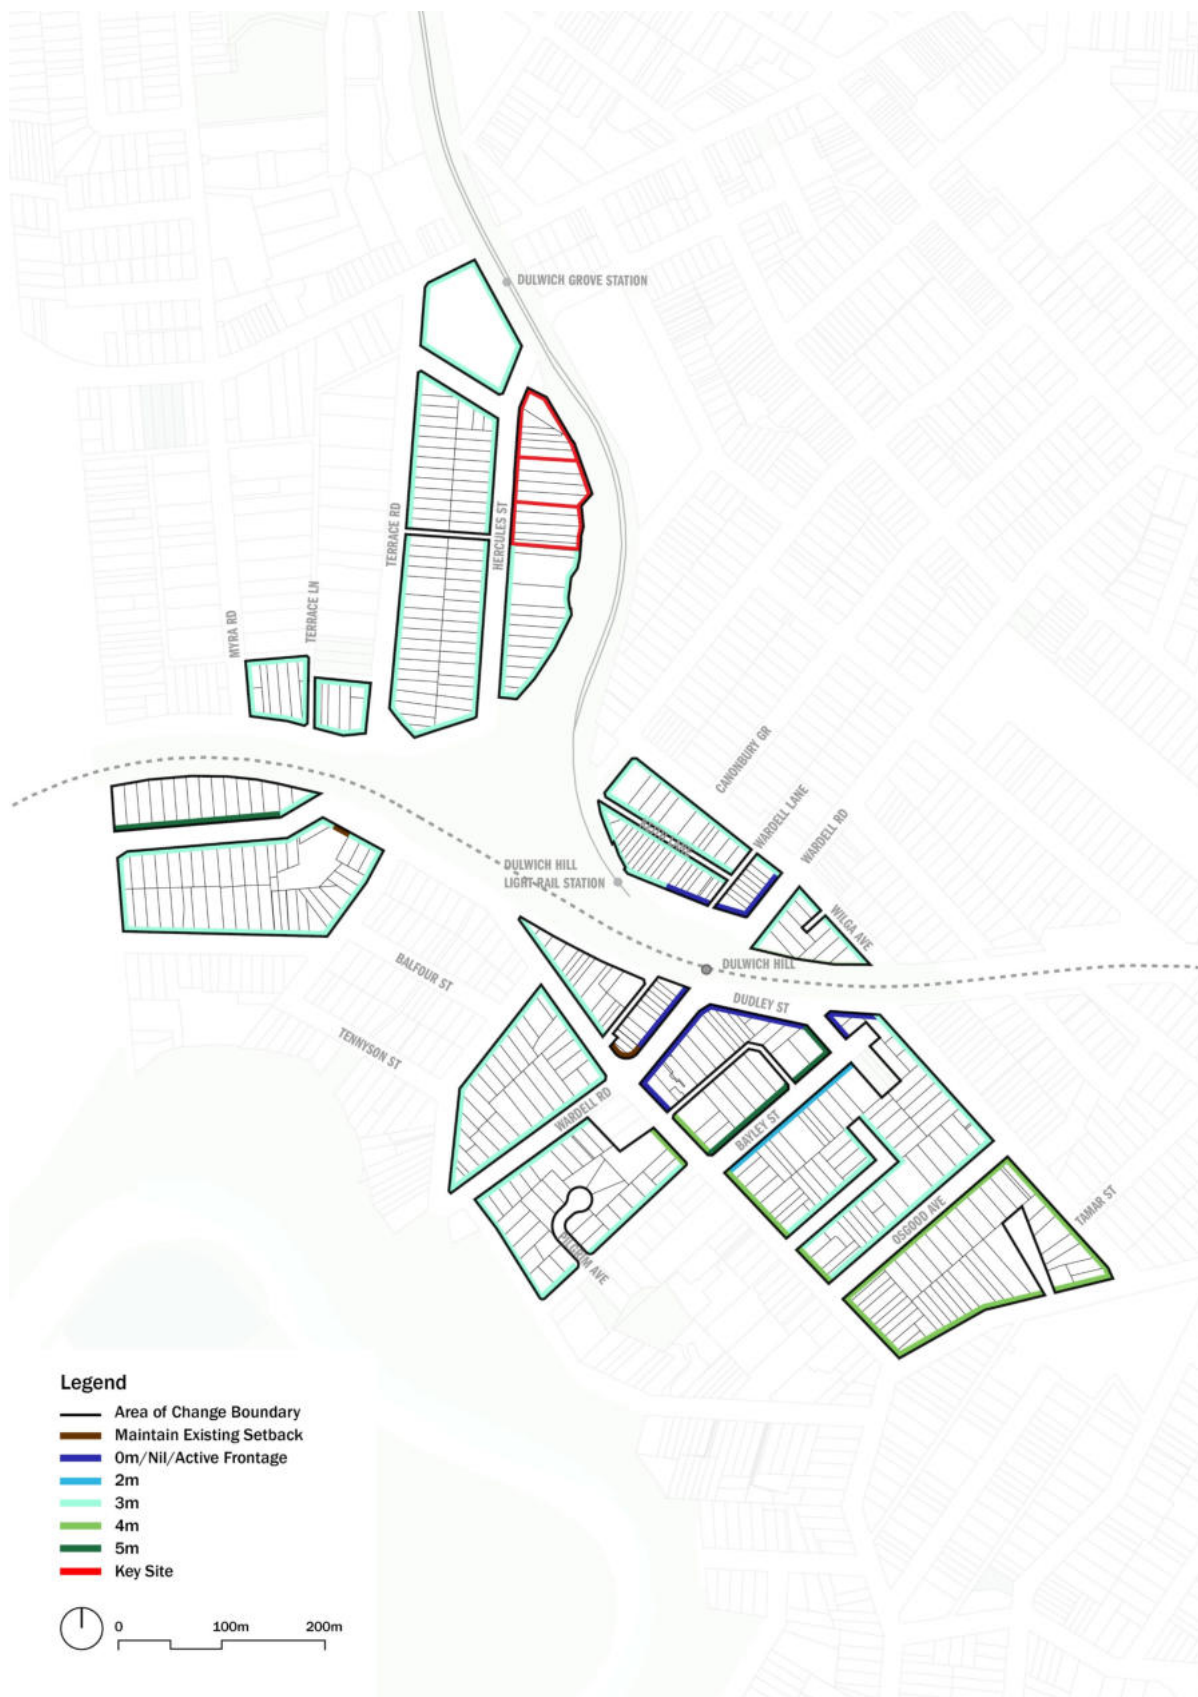 DULWICH GROVE STATION
TERRACE RD
HERCULES ST
MYRA RD
TERRACE LN
CANONBURY GR
WARDELL LANE
WARDELL RD
DULWICH HILL
LIGHT RAIL STATION
WILGA AVE
DULWICH HILL
BALFOUR ST
DUDLEY ST
TENNYSON ST
WARDELL RD
BAYLEY ST
OSGOOD AVE
TAMAR ST
PILGRIM AVE
Legend
Area of Change Boundary
Maintain Existing Setback
0m/Nil/Active Frontage
2m
3m
4m
5m
Key Site
0 100m 200m